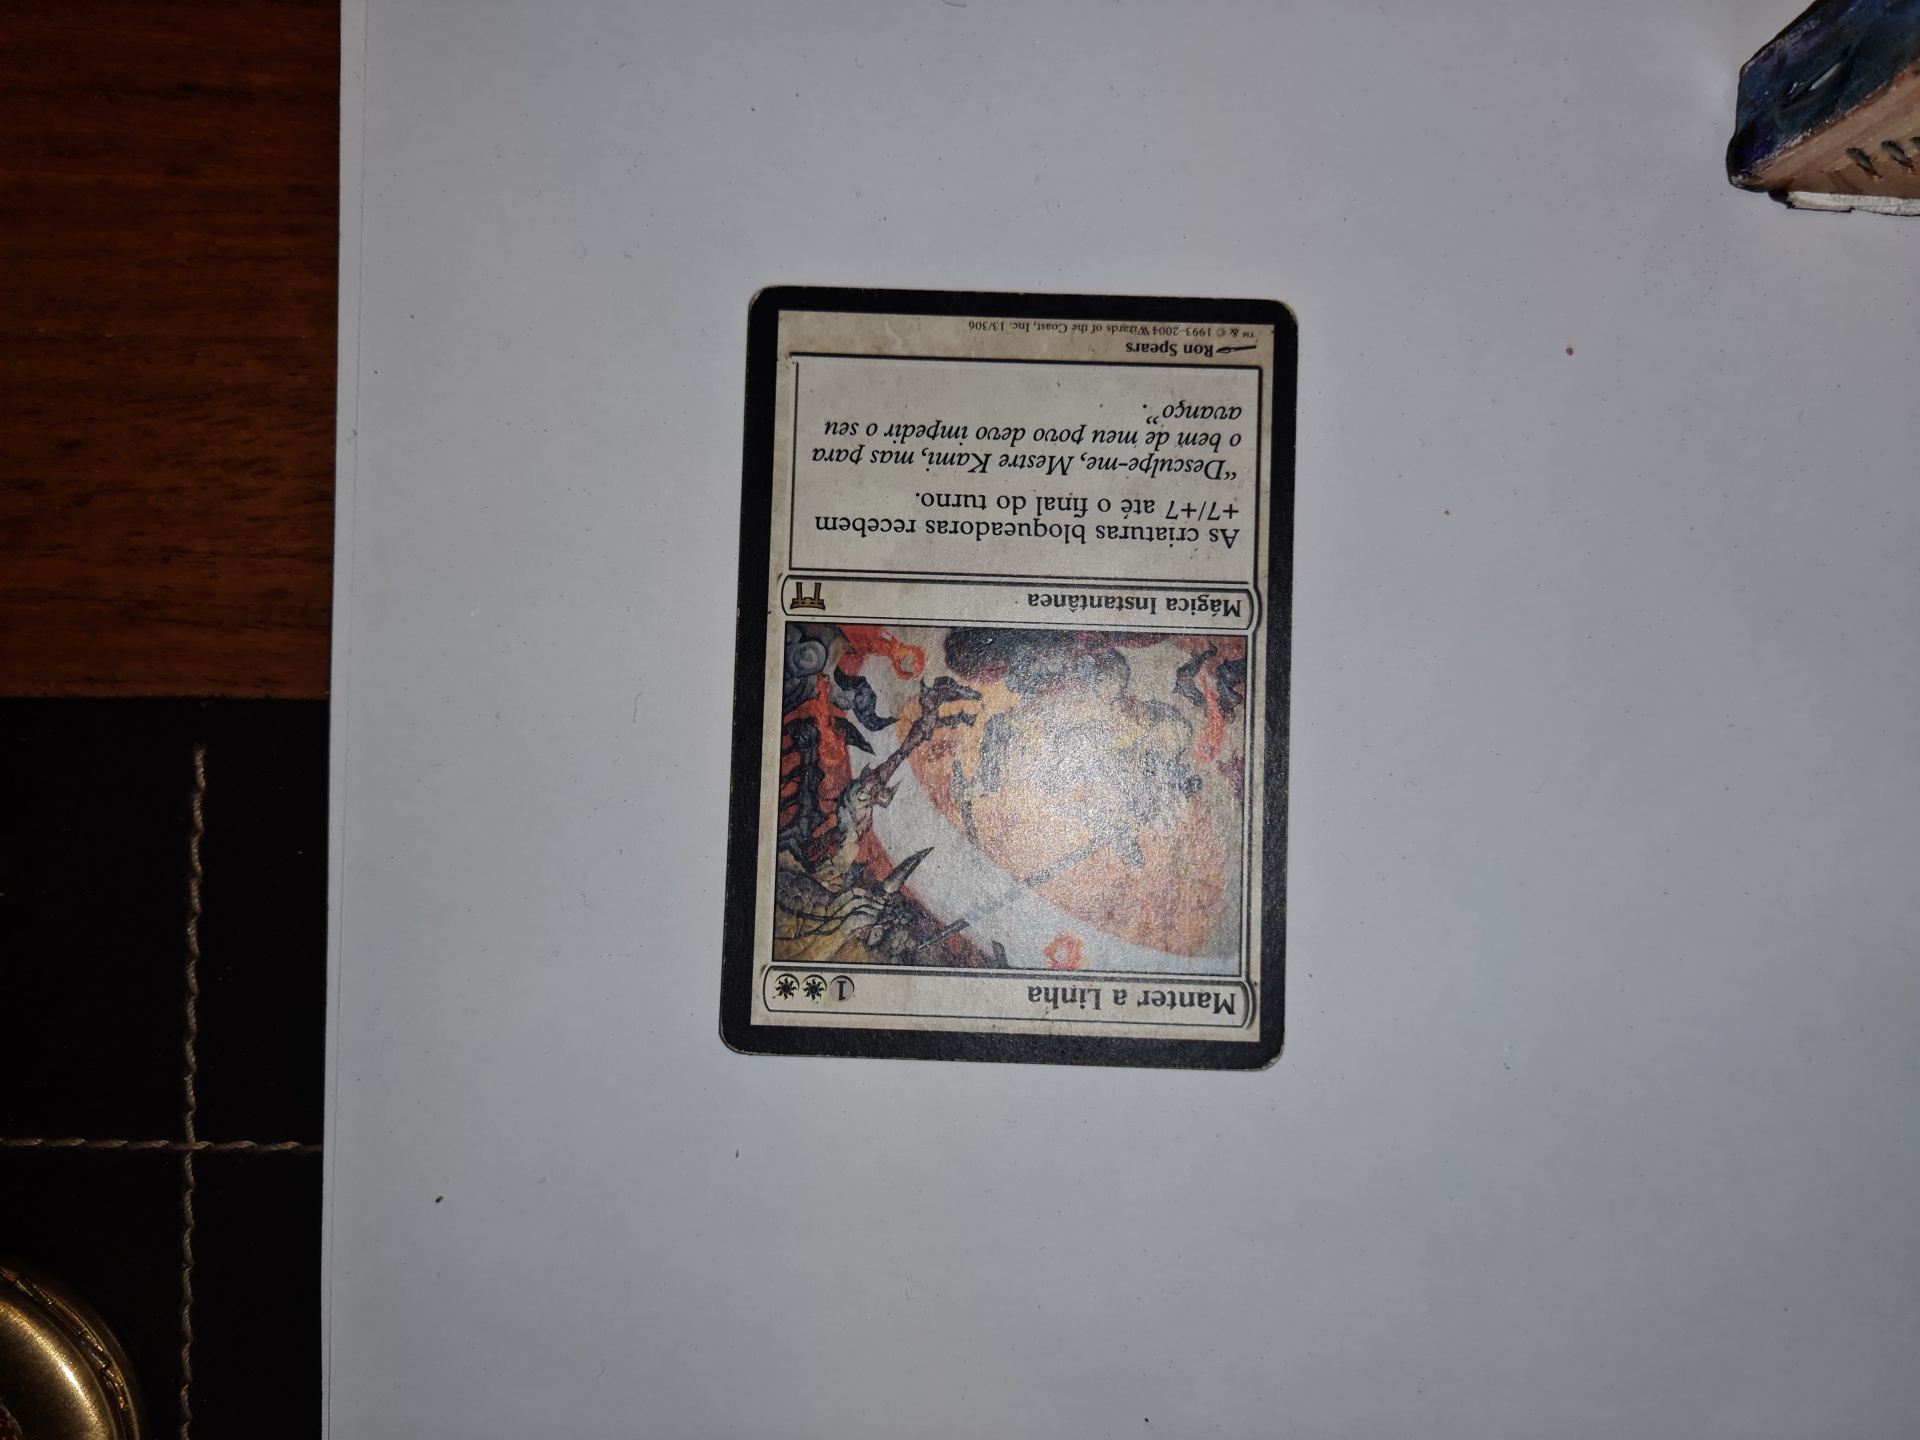 Manter a Linha 1
Mágica Instantânea
As criaturas bloqueadoras recebem
+7/+7 até o final do turno.
“Desculpe-me, Mestre Kami, mas para
o bem de meu povo devo impedir o seu
avanço”.
Ron Spears
™ & © 1993–2004 Wizards of the Coast, Inc. 13/306